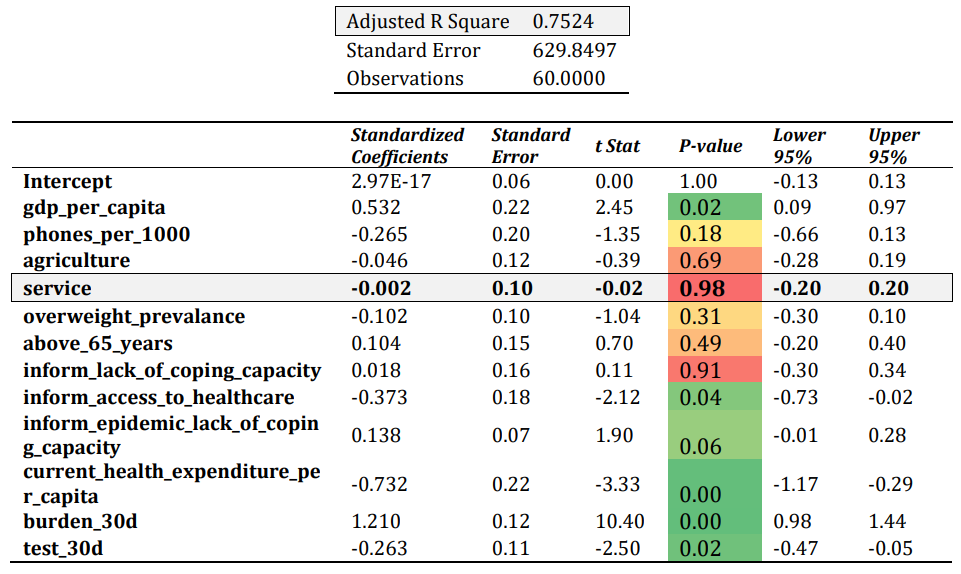 Adjusted R Square 0.7524
Standard Error 629.8497
Observations 60.0000
Standardized Coefficients Standard Error t Stat P-value Lower 95% Upper 95%
Intercept 2.97E-17 0.06 0.00 1.00 -0.13 0.13
gdp_per_capita 0.532 0.22 2.45 0.02 0.09 0.97
phones_per_1000 -0.265 0.20 -1.35 0.18 -0.66 0.13
agriculture -0.046 0.12 -0.39 0.69 -0.28 0.19
service -0.002 0.10 -0.02 0.98 -0.20 0.20
overweight_prevalance -0.102 0.10 -1.04 0.31 -0.30 0.10
above_65_years 0.104 0.15 0.70 0.49 -0.20 0.40
inform_lack_of_coping_capacity 0.018 0.16 0.11 0.91 -0.30 0.34
inform_access_to_healthcare -0.373 0.18 -2.12 0.04 -0.73 -0.02
inform_epidemic_lack_of_copin
g_capacity 0.138 0.07 1.90 0.06 -0.01 0.28
current_health_expenditure_pe
r_capita -0.732 0.22 -3.33 0.00 -1.17 -0.29
burden_30d 1.210 0.12 10.40 0.00 0.98 1.44
test_30d -0.263 0.11 -2.50 0.02 -0.47 -0.05